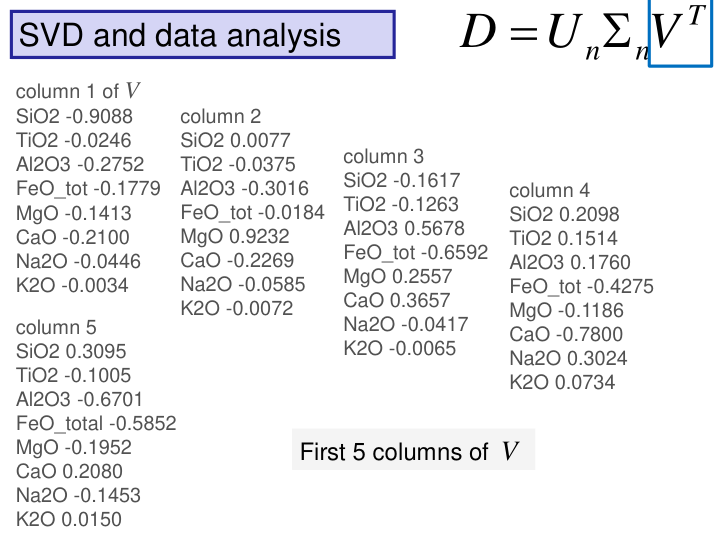 SVD and data analysis
D = UₙΣₙVᵀ
column 1 of V
SiO2 -0.9088
TiO2 -0.0246
Al2O3 -0.2752
FeO_tot -0.1779
MgO -0.1413
CaO -0.2100
Na2O -0.0446
K2O -0.0034
column 2
SiO2 0.0077
TiO2 -0.0375
Al2O3 -0.3016
FeO_tot -0.0184
MgO 0.9232
CaO -0.2269
Na2O -0.0585
K2O -0.0072
column 3
SiO2 -0.1617
TiO2 -0.1263
Al2O3 0.5678
FeO_tot -0.6592
MgO 0.2557
CaO 0.3657
Na2O -0.0417
K2O -0.0065
column 4
SiO2 0.2098
TiO2 0.1514
Al2O3 0.1760
FeO_tot -0.4275
MgO -0.1186
CaO -0.7800
Na2O 0.3024
K2O 0.0734
column 5
SiO2 0.3095
TiO2 -0.1005
Al2O3 -0.6701
FeO_total -0.5852
MgO -0.1952
CaO 0.2080
Na2O -0.1453
K2O 0.0150
First 5 columns of V